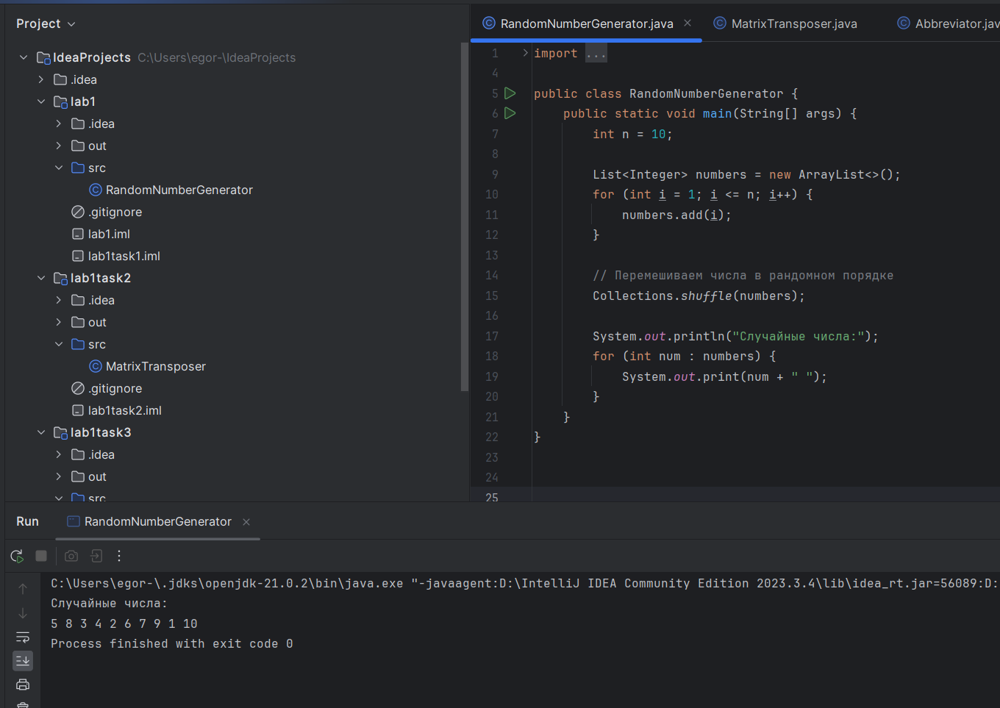 Project
IdeaProjects C:\Users\egor-\IdeaProjects
.idea
lab1
.idea
out
src
RandomNumberGenerator
.gitignore
lab1.iml
lab1task1.iml
lab1task2
.idea
out
src
MatrixTransposer
.gitignore
lab1task2.iml
lab1task3
.idea
out
src
RandomNumberGenerator.java MatrixTransposer.java Abbreviator.jav
1 import ...
4
5 public class RandomNumberGenerator {
6 public static void main(String[] args) {
7 int n = 10;
8
9 List<Integer> numbers = new ArrayList<>();
10 for (int i = 1; i <= n; i++) {
11 numbers.add(i);
12 }
13
14 // Перемешиваем числа в рандомном порядке
15 Collections.shuffle(numbers);
16
17 System.out.println("Случайные числа:");
18 for (int num : numbers) {
19 System.out.print(num + " ");
20 }
21 }
22 }
23
24
25
Run RandomNumberGenerator
C:\Users\egor-\.jdks\openjdk-21.0.2\bin\java.exe "-javaagent:D:\IntelliJ IDEA Community Edition 2023.3.4\lib\idea_rt.jar=56089:D:
Случайные числа:
5 8 3 4 2 6 7 9 1 10
Process finished with exit code 0